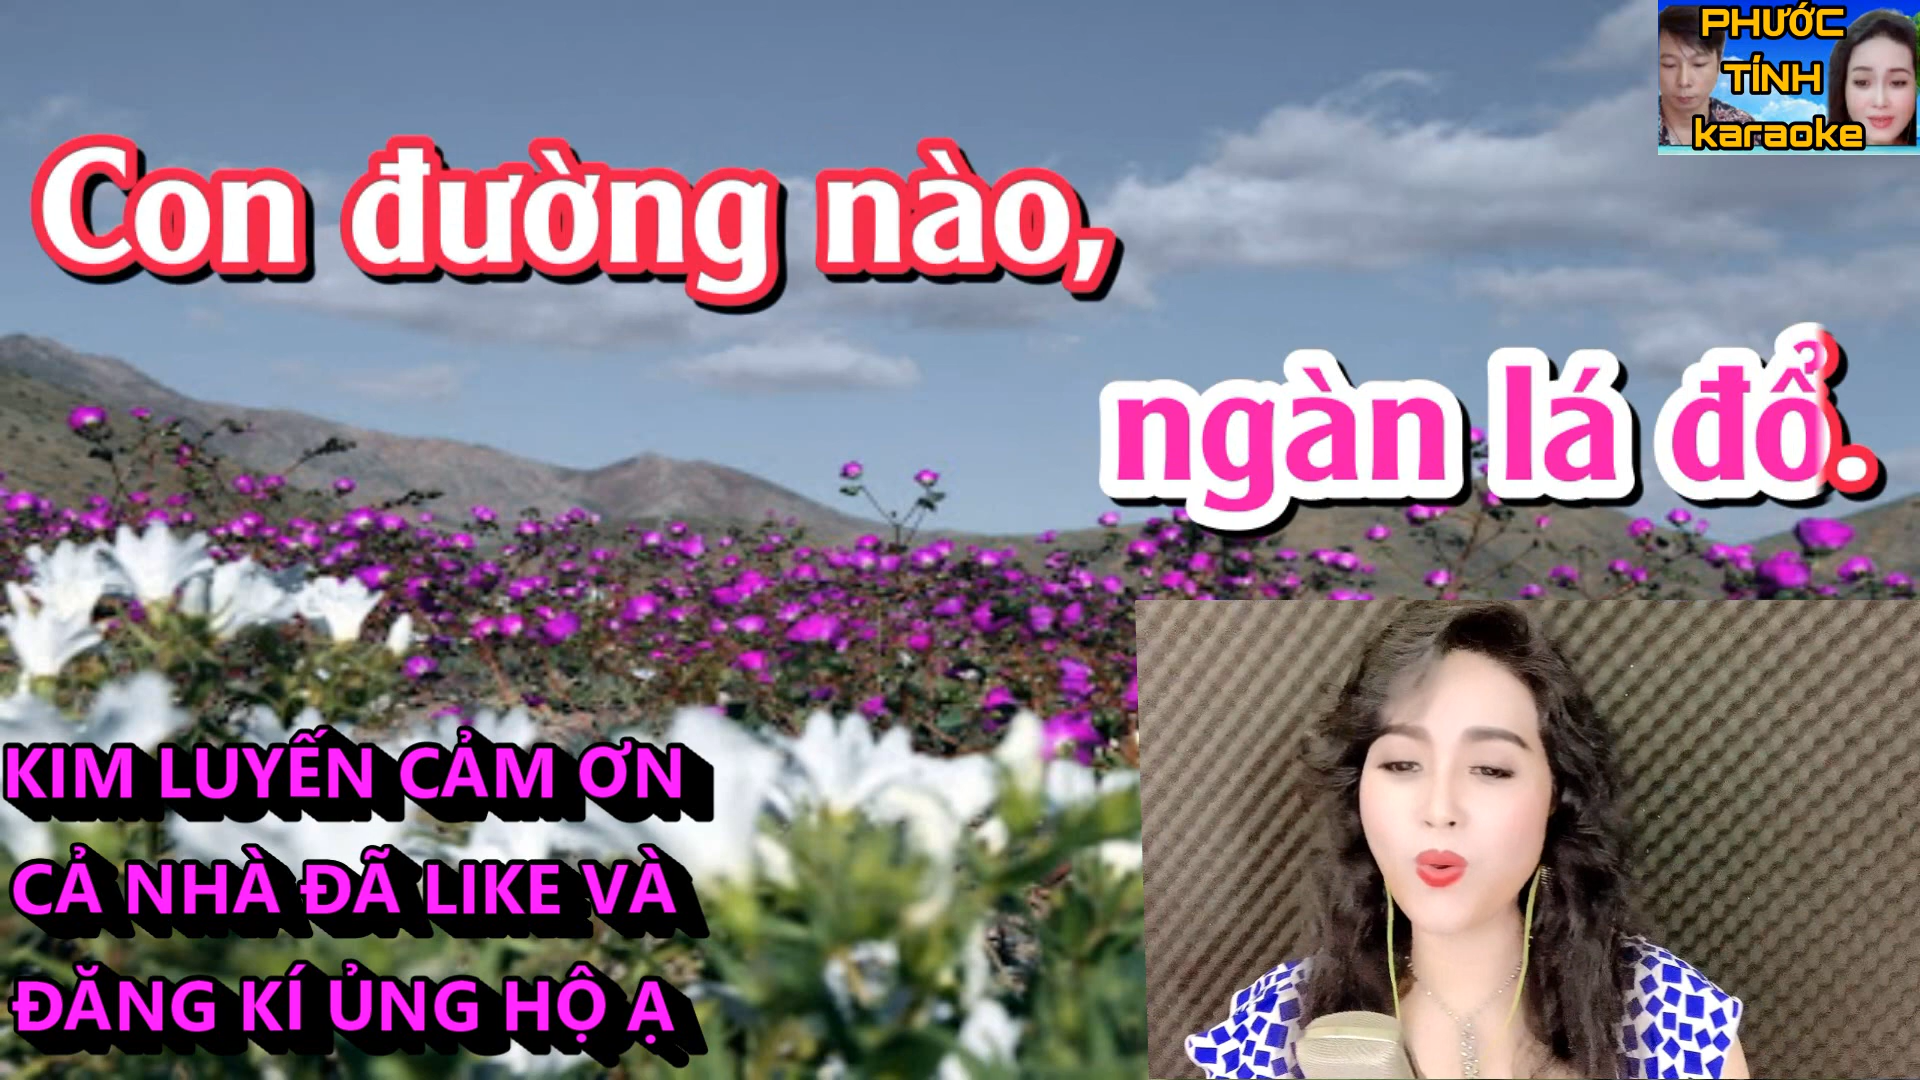 PHƯỚC
TÍNH
karaoke
Con đường nào,
ngàn lá đổ.
KIM LUYẾN CẢM ƠN
CẢ NHÀ ĐÃ LIKE VÀ
ĐĂNG KÍ ỦNG HỘ Ạ